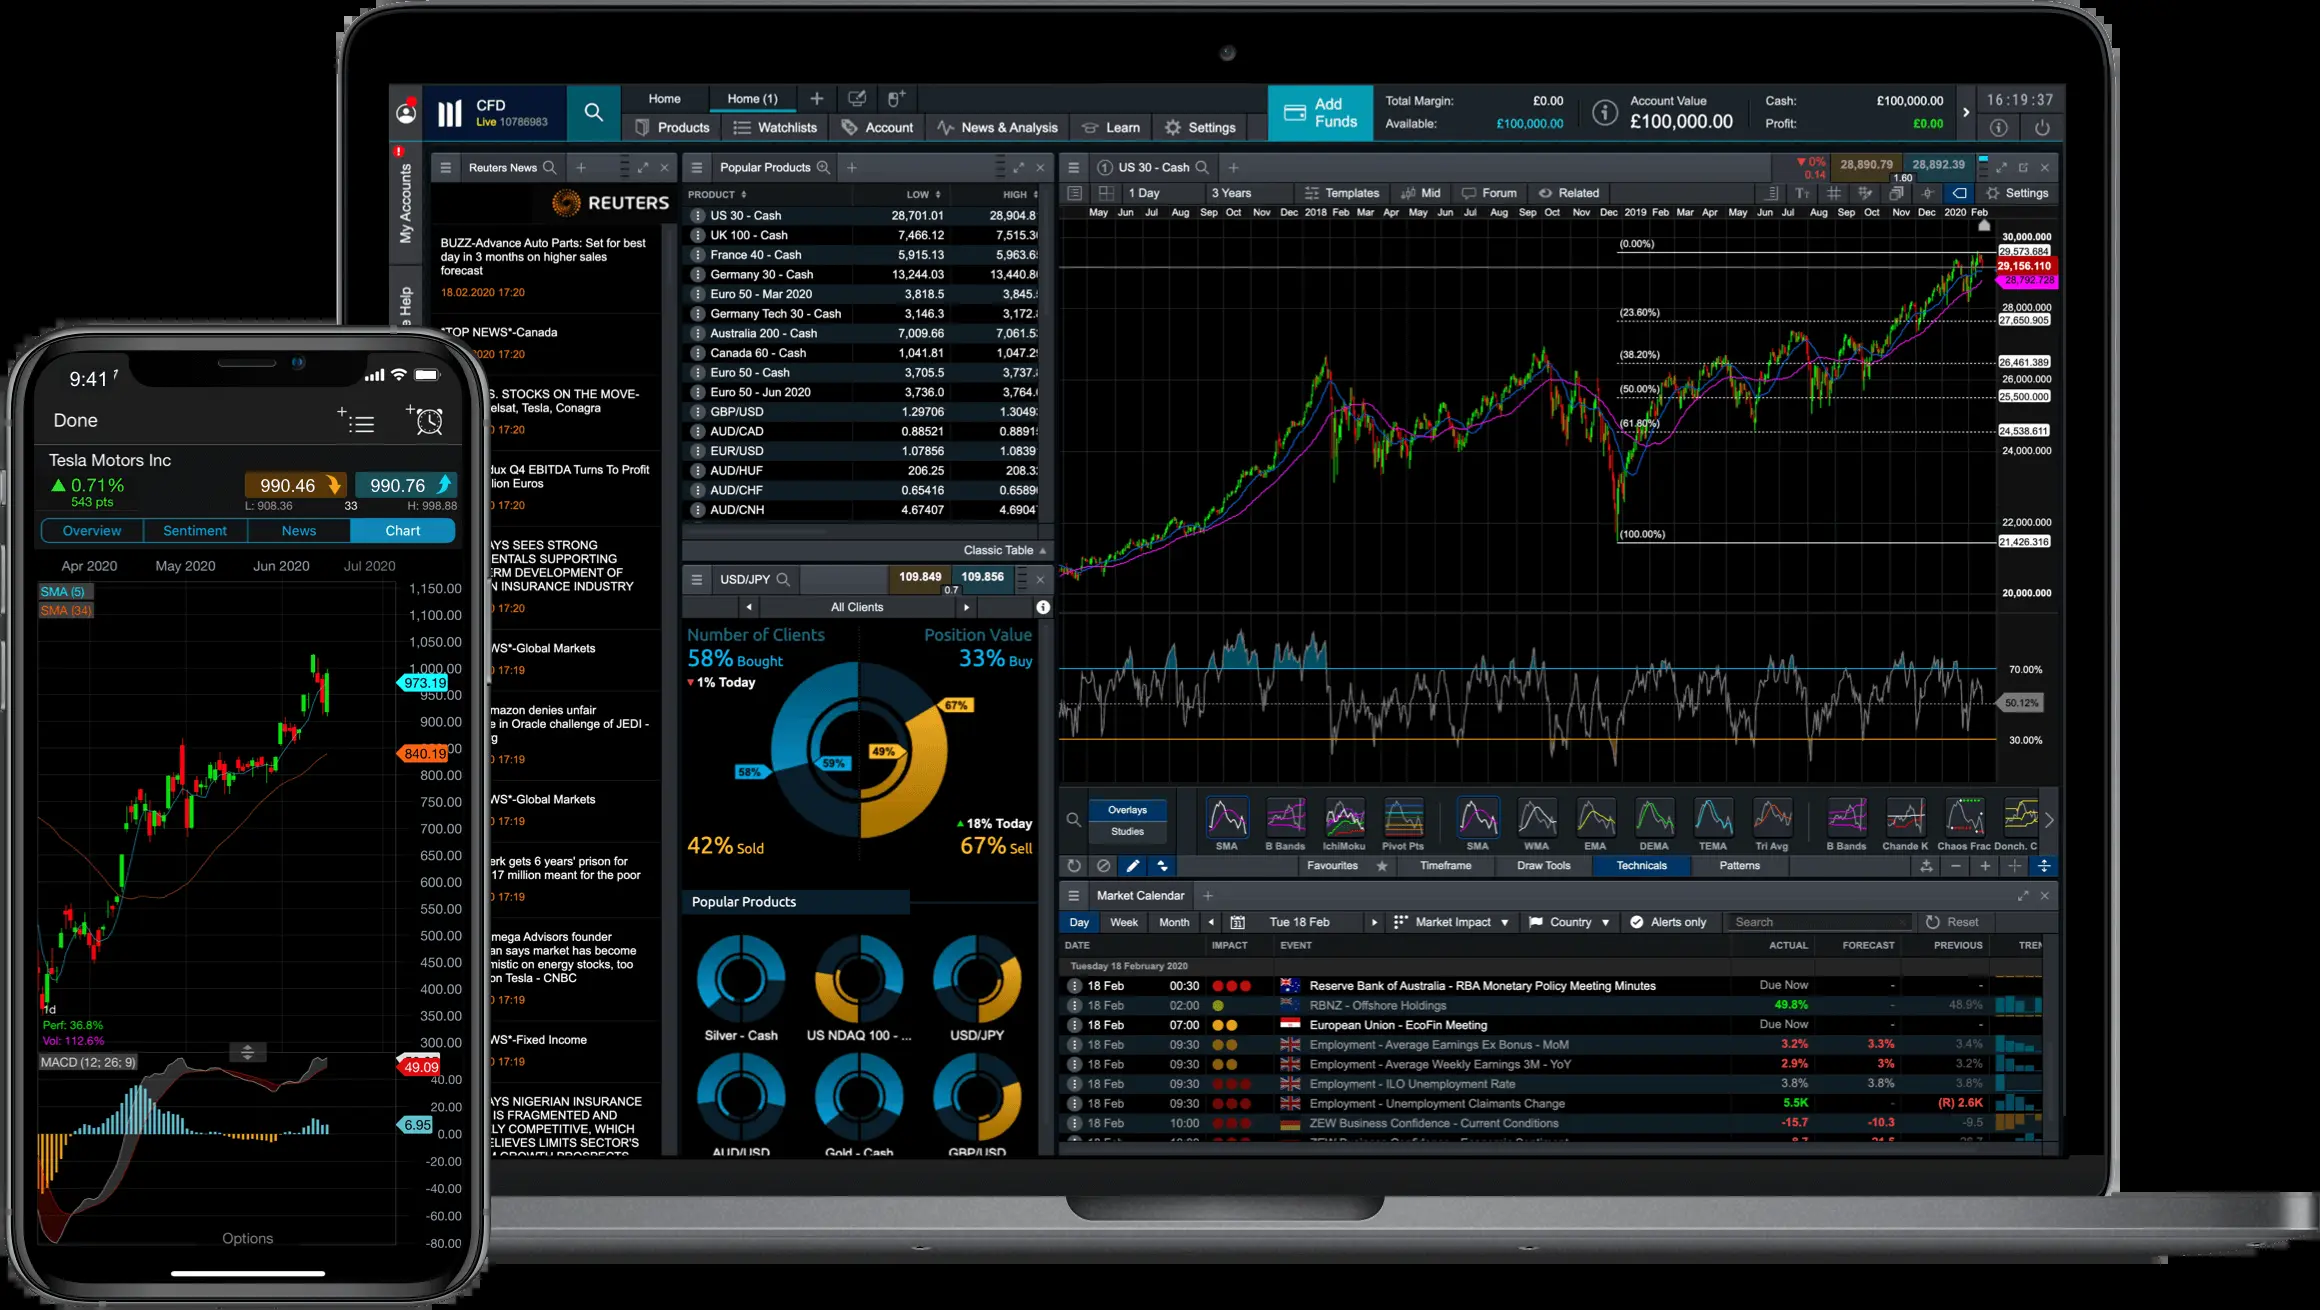 CFD
Live 10786983
Home
Home (1)
Products
Watchlists
Account
News & Analysis
Learn
Settings
Add
Funds
Total Margin: £0.00
Available: £100,000.00
Account Value
£100,000.00
Cash: £100,000.00
Profit: £0.00
16:19:37
My Accounts
Reuters News
REUTERS
BUZZ-Advance Auto Parts: Set for best
day in 3 months on higher sales
forecast
18.02.2020 17:20
*TOP NEWS*-Canada
020 17:20
S. STOCKS ON THE MOVE-
elsat, Tesla, Conagra
17:20
dux Q4 EBITDA Turns To Profit
lion Euros
17:20
AYS SEES STRONG
ENTALS SUPPORTING
RM DEVELOPMENT OF
N INSURANCE INDUSTRY
17:20
WS*-Global Markets
17:19
mazon denies unfair
e in Oracle challenge of JEDI -
g
17:19
WS*-Global Markets
17:19
erk gets 6 years' prison for
17 million meant for the poor
17:19
mega Advisors founder
an says market has become
mistic on energy stocks, too
on Tesla - CNBC
17:19
WS*-Fixed Income
17:19
AYS NIGERIAN INSURANCE
IS FRAGMENTED AND
LY COMPETITIVE, WHICH
ELIEVES LIMITS SECTOR'S
GROWTH PROSPECTS
Popular Products
PRODUCT LOW HIGH
US 30 - Cash 28,701.01 28,904.8
UK 100 - Cash 7,466.12 7,515.3
France 40 - Cash 5,915.13 5,963.6
Germany 30 - Cash 13,244.03 13,440.8
Euro 50 - Mar 2020 3,818.5 3,845.
Germany Tech 30 - Cash 3,146.3 3,172.
Australia 200 - Cash 7,009.66 7,061.5
Canada 60 - Cash 1,041.81 1,047.2
Euro 50 - Cash 3,705.5 3,737.
Euro 50 - Jun 2020 3,736.0 3,764.
GBP/USD 1.29706 1.3049
AUD/CAD 0.88521 0.8891
EUR/USD 1.07856 1.0839
AUD/HUF 206.25 208.3
AUD/CHF 0.65416 0.6589
AUD/CNH 4.67407 4.6904
Classic Table
USD/JPY
109.849 109.856
0.7
All Clients
Number of Clients
58% Bought
1% Today
Position Value
33% Buy
67%
49%
59%
58%
18% Today
42% Sold
67% Sell
Popular Products
Silver - Cash
US NDAQ 100 - ...
USD/JPY
AUD/USD
Gold - Cash
GBP/USD
US 30 - Cash
0%
0.14
28,890.79 28,892.39
1.60
1 Day
3 Years
Templates
Mid
Forum
Related
Settings
May Jun Jul Aug Sep Oct Nov Dec 2018 Feb Mar Apr May Jun Jul Aug Sep Oct Nov Dec 2019 Feb Mar Apr May Jun Jul Aug Sep Oct Nov Dec 2020 Feb
(0.00%)
(23.60%)
(38.20%)
(50.00%)
(61.80%)
(100.00%)
30,000.000
29,573.684
29,156.110
28,792.728
28,000.000
27,650.905
26,461.389
26,000.000
25,500.000
24,538.611
24,000.000
22,000.000
21,426.316
20,000.000
70.00%
50.12%
30.00%
Overlays
Studies
SMA
B Bands
IchiMoku
Pivot Pts
SMA
WMA
EMA
DEMA
TEMA
Tri Avg
B Bands
Chande K
Chaos Frac
Donch. C
Favourites
Timeframe
Draw Tools
Technicals
Patterns
Market Calendar
Day
Week
Month
Tue 18 Feb
Market Impact
Country
Alerts only
Search
Reset
DATE IMPACT EVENT ACTUAL FORECAST PREVIOUS TREN
Tuesday 18 February 2020
18 Feb 00:30 Reserve Bank of Australia - RBA Monetary Policy Meeting Minutes Due Now - -
18 Feb 02:00 RBNZ - Offshore Holdings 49.8% - 48.9%
18 Feb 07:00 European Union - EcoFin Meeting Due Now - -
18 Feb 09:30 Employment - Average Earnings Ex Bonus - MoM 3.2% 3.3% 3.4%
18 Feb 09:30 Employment - Average Weekly Earnings 3M - YoY 2.9% 3% 3.2%
18 Feb 09:30 Employment - ILO Unemployment Rate 3.8% 3.8% 3.8%
18 Feb 09:30 Employment - Unemployment Claimants Change 5.5K - (R) 2.6K
18 Feb 10:00 ZEW Business Confidence - Current Conditions -15.7 -10.3 -9.5
9:41
Done
Tesla Motors Inc
0.71%
543 pts
990.46
990.76
L: 908.36 33 H: 998.88
Overview
Sentiment
News
Chart
Apr 2020 May 2020 Jun 2020 Jul 2020
SMA (5)
SMA (34)
1,150.00
1,100.00
1,050.00
1,000.00
973.19
950.00
900.00
840.19
800.00
750.00
700.00
650.00
600.00
550.00
500.00
450.00
400.00
350.00
300.00
1d
Perf: 36.8%
Vol: 112.6%
MACD (12; 26; 9)
49.09
40.00
20.00
6.95
0.00
-20.00
-40.00
-60.00
-80.00
Options